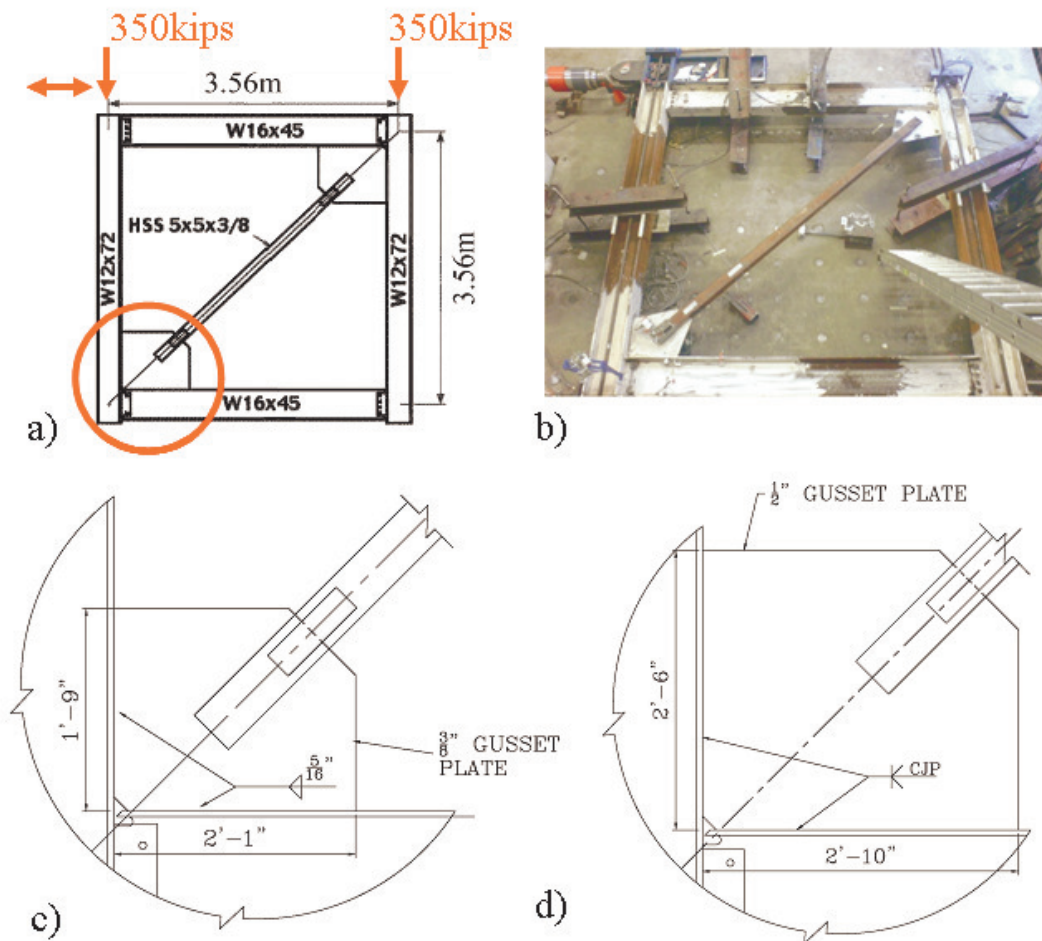 350kips 350kips
3.56m
W16x45
HSS 5x5x3/8
W12x72
W12x72
3.56m
W16x45
a)
b)
1'-9"
3/8" GUSSET
PLATE
5/16"
2'-1"
c)
1/2" GUSSET PLATE
2'-6"
CJP
2'-10"
d)